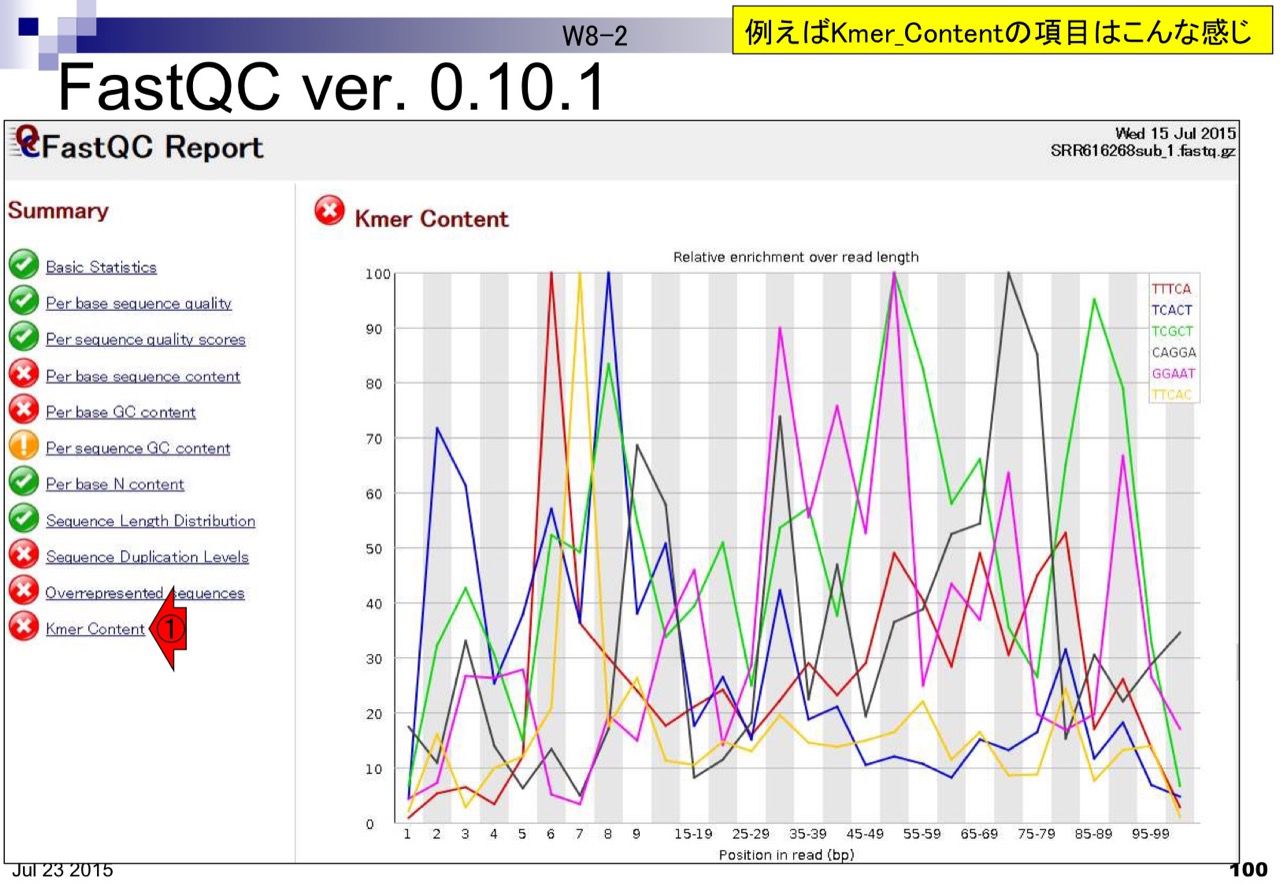 W8-2
例えばKmer_Contentの項目はこんな感じ
FastQC ver. 0.10.1
FastQC Report
Wed 15 Jul 2015
SRR616268sub_1.fastq.gz
Summary
Basic Statistics
Per base sequence quality
Per sequence quality scores
Per base sequence content
Per base GC content
Per sequence GC content
Per base N content
Sequence Length Distribution
Sequence Duplication Levels
Overrepresented sequences
Kmer Content
①
Kmer Content
Relative enrichment over read length
100
90
80
70
60
50
40
30
20
10
0
TTTCA
TCACT
TCGCT
CAGGA
GGAAT
TTCAC
1 2 3 4 5 6 7 8 9 15-19 25-29 35-39 45-49 55-59 65-69 75-79 85-89 95-99
Position in read (bp)
Jul 23 2015
100